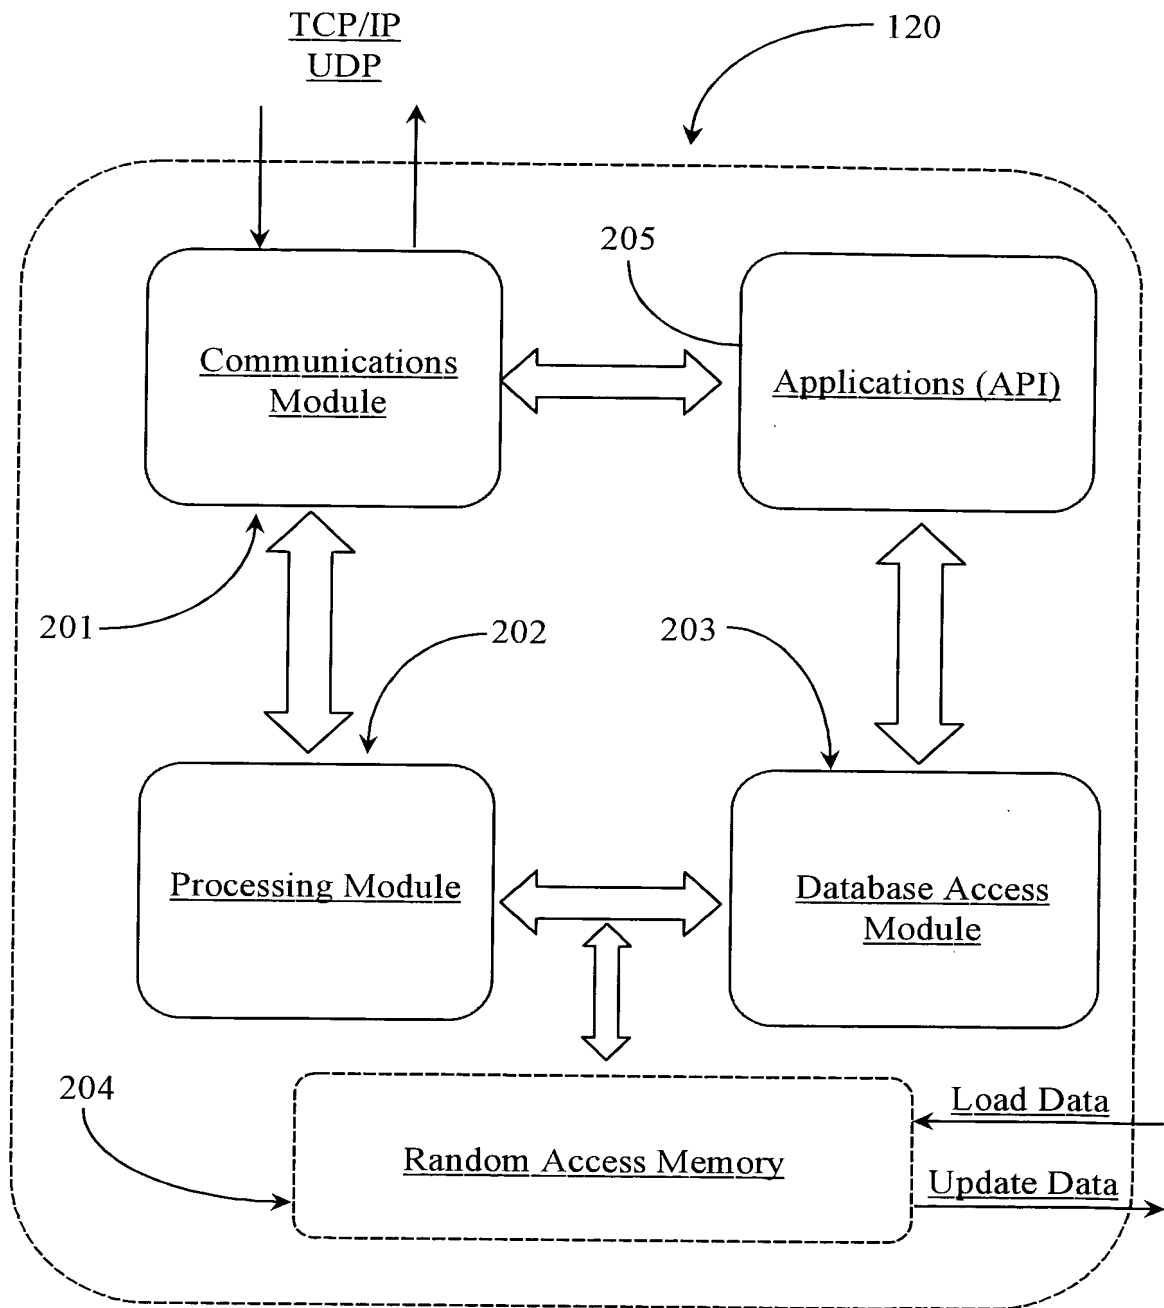 TCP/IP
UDP
120
205
Communications
Module
Applications (API)
201
202
203
Processing Module
Database Access
Module
204
Load Data
Random Access Memory
Update Data